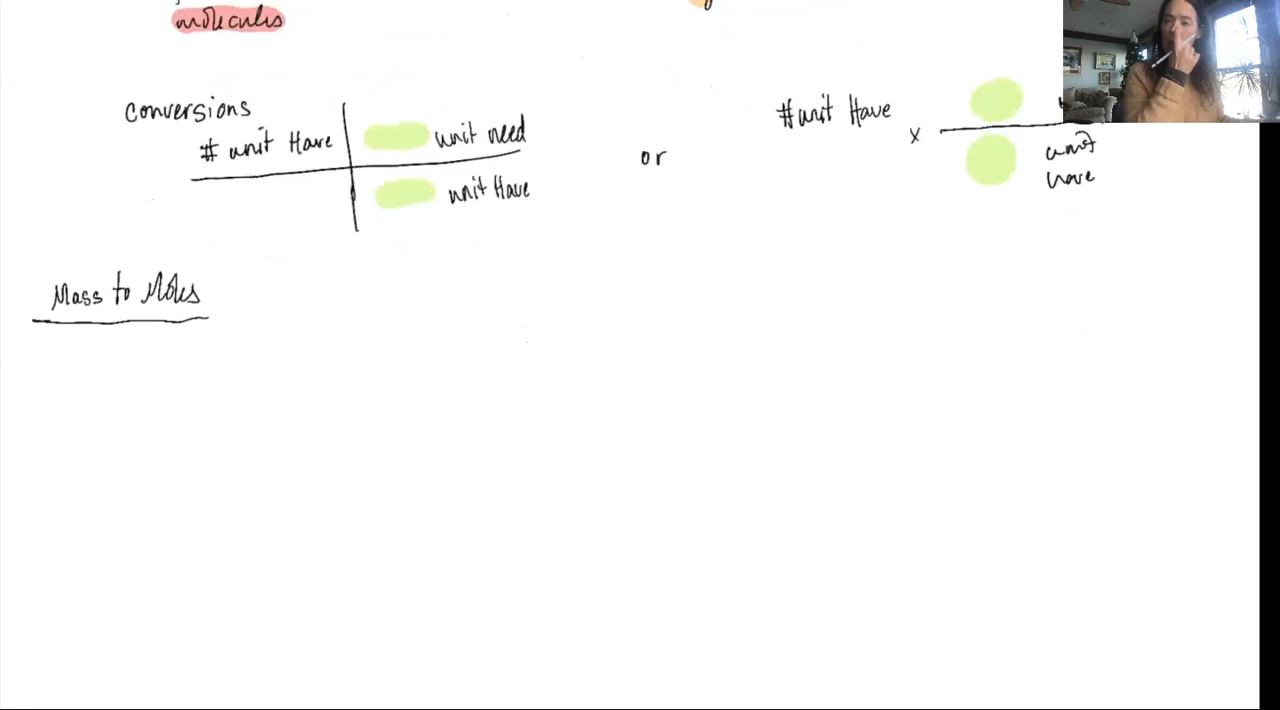 molecules
conversions
# unit Have
unit need
unit Have
or
#unit Have
x
unit
have
Mass to Moles